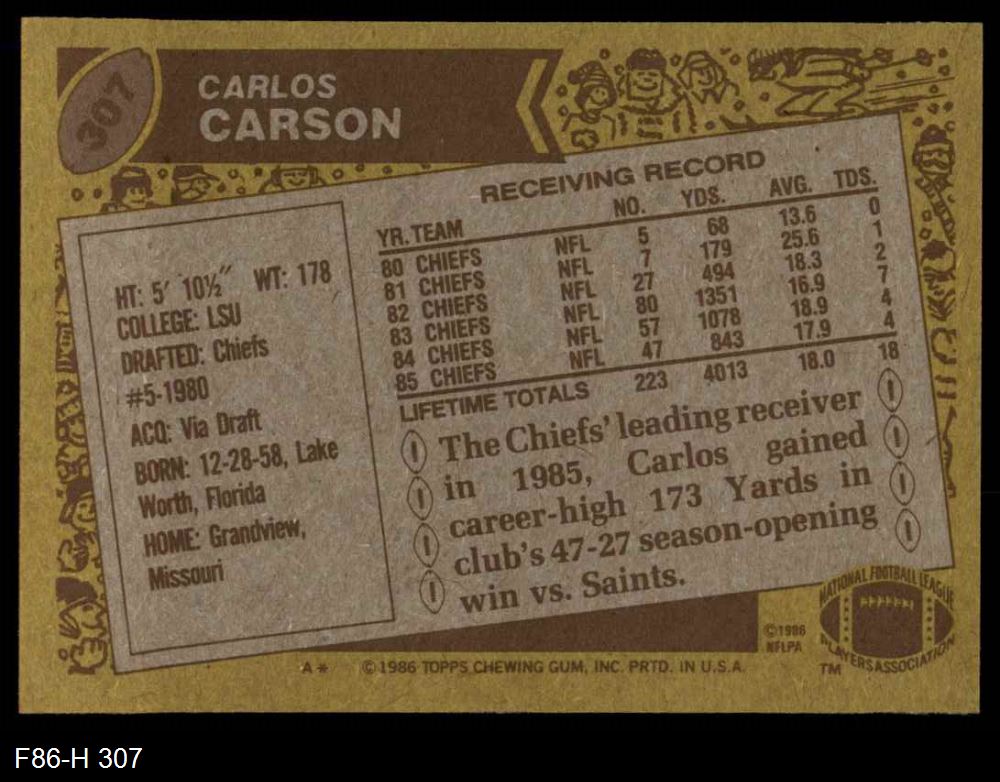 307
CARLOS
CARSON
RECEIVING RECORD
YR. TEAM NO. YDS. AVG. TDS.
80 CHIEFS NFL 5 68 13.6 0
81 CHIEFS NFL 7 179 25.6 1
82 CHIEFS NFL 27 494 18.3 2
83 CHIEFS NFL 80 1351 16.9 7
84 CHIEFS NFL 57 1078 18.9 4
85 CHIEFS NFL 47 843 17.9 4
LIFETIME TOTALS 223 4013 18.0 18
HT: 5' 10½" WT: 178
COLLEGE: LSU
DRAFTED: Chiefs
#5-1980
ACQ: Via Draft
BORN: 12-28-58, Lake
Worth, Florida
HOME: Grandview,
Missouri
The Chiefs' leading receiver
in 1985, Carlos gained
career-high 173 Yards in
club's 47-27 season-opening
win vs. Saints.
©1986
NFLPA
NATIONAL FOOTBALL LEAGUE
PLAYERS ASSOCIATION
TM
A* ©1986 TOPPS CHEWING GUM, INC. PRTD. IN U.S.A.
F86-H 307